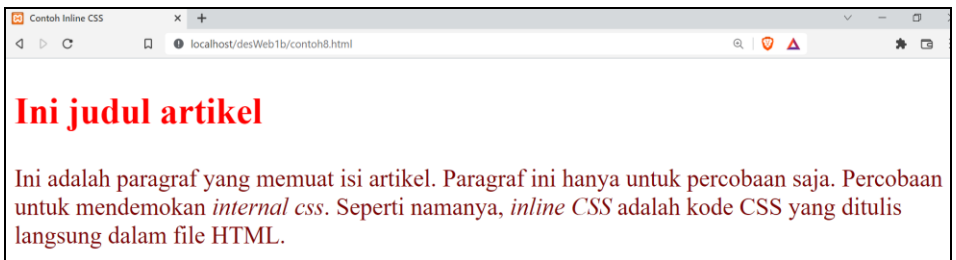 Contoh Inline CSS
localhost/desWeb1b/contoh8.html
Ini judul artikel
Ini adalah paragraf yang memuat isi artikel. Paragraf ini hanya untuk percobaan saja. Percobaan
untuk mendemokan internal css. Seperti namanya, inline CSS adalah kode CSS yang ditulis
langsung dalam file HTML.